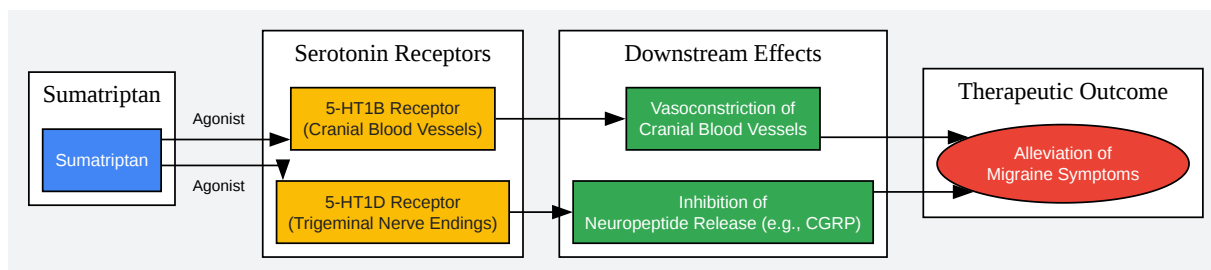 Sumatriptan
Sumatriptan
Agonist
Agonist
Serotonin Receptors
5-HT1B Receptor
(Cranial Blood Vessels)
5-HT1D Receptor
(Trigeminal Nerve Endings)
Downstream Effects
Vasoconstriction of
Cranial Blood Vessels
Inhibition of
Neuropeptide Release (e.g., CGRP)
Therapeutic Outcome
Alleviation of
Migraine Symptoms